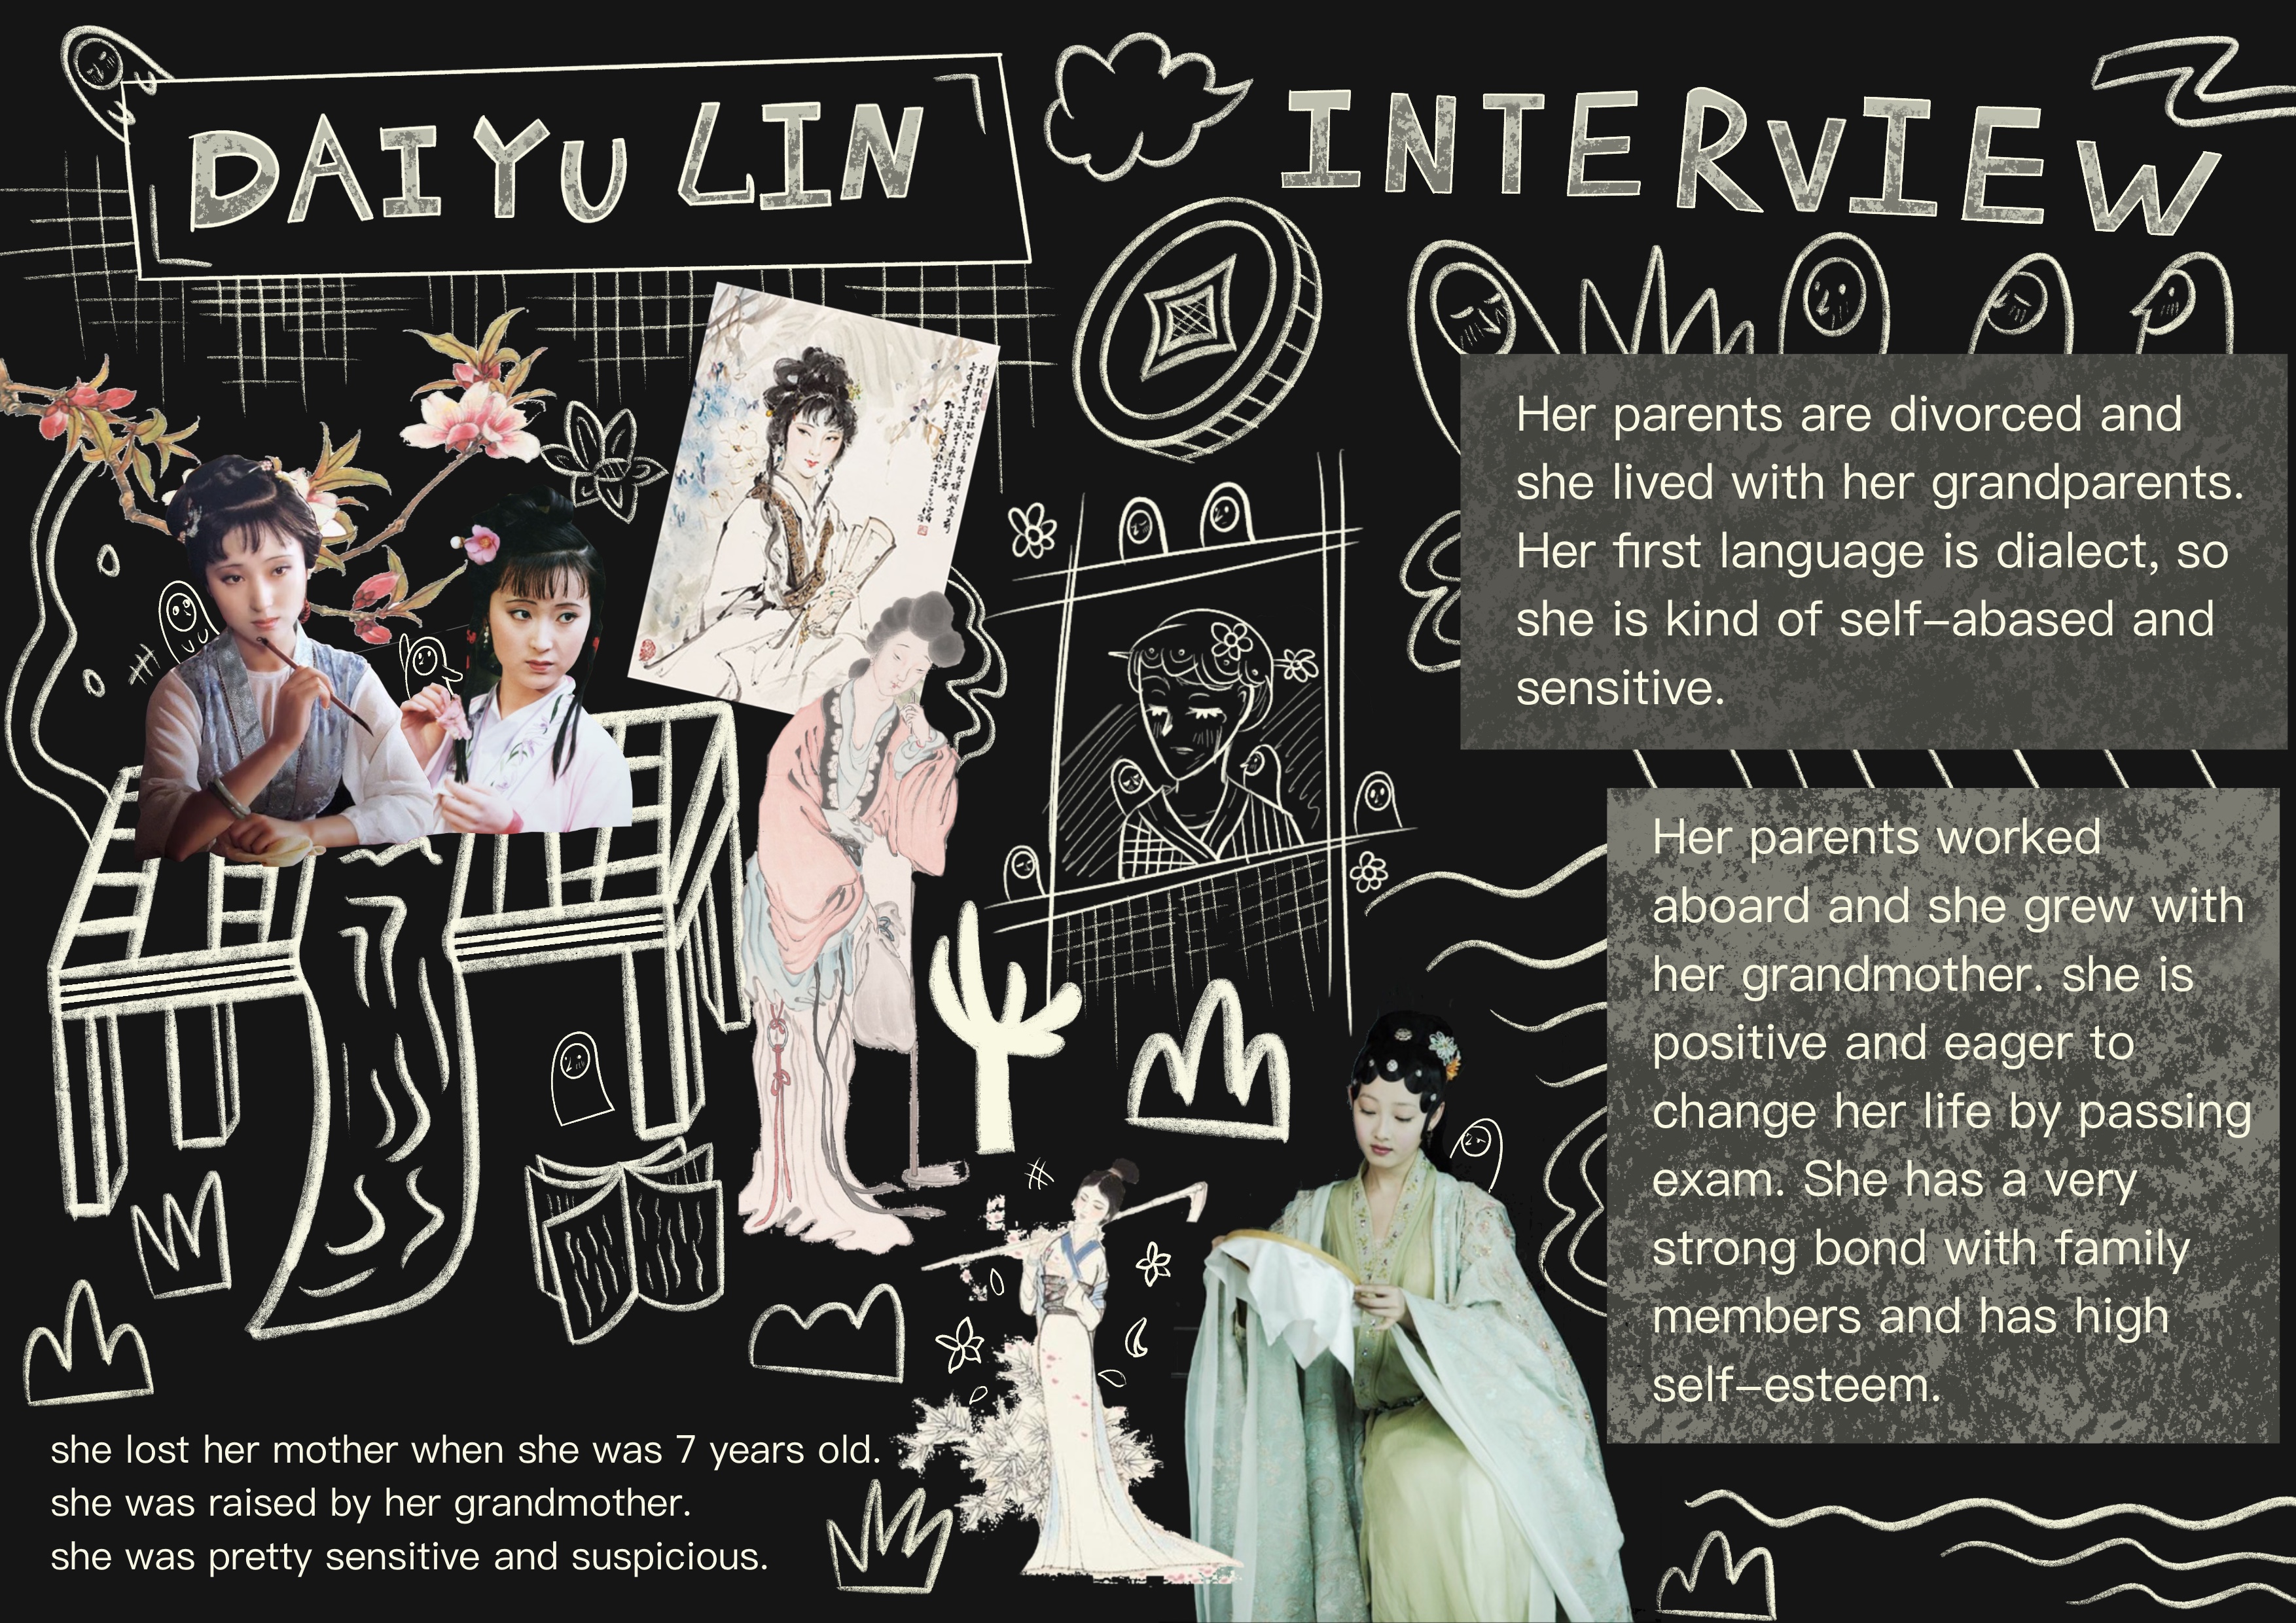 DAIYU LIN
INTERVIEW
Her parents are divorced and
she lived with her grandparents.
Her first language is dialect, so
she is kind of self–abased and
sensitive.
Her parents worked
aboard and she grew with
her grandmother. she is
positive and eager to
change her life by passing
exam. She has a very
strong bond with family
members and has high
self–esteem.
she lost her mother when she was 7 years old.
she was raised by her grandmother.
she was pretty sensitive and suspicious.